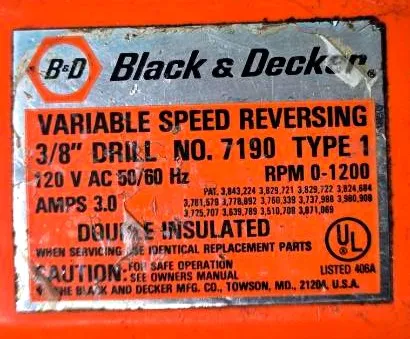 B&D Black & Decker®
VARIABLE SPEED REVERSING
3/8" DRILL NO. 7190 TYPE 1
120 V AC 50/60 Hz RPM 0-1200
AMPS 3.0
PAT. 3,843,224 3,829,721 3,829,722 3,824,684
3,781,579 3,778,892 3,760,339 3,737,988 3,980,908
3,775,707 3,639,789 3,510,708 3,871,069
DOUBLE INSULATED
WHEN SERVICING USE IDENTICAL REPLACEMENT PARTS
CAUTION: FOR SAFE OPERATION
SEE OWNERS MANUAL
THE BLACK AND DECKER MFG. CO., TOWSON, MD., 21204, U.S.A.
UL®
LISTED 406A